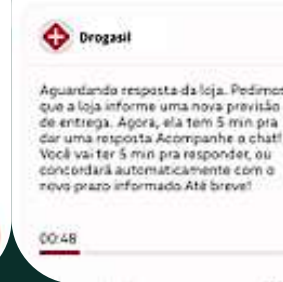 Drogasil
Aguardando resposta da loja. Pedimos
que a loja informe uma nova previsão
de entrega. Agora, ela tem 5 min pra
dar uma resposta Acompanhe o chat!
Você vai ter 5 min pra responder, ou
concordará automaticamente com o
novo prazo informado Até breve!
00:48